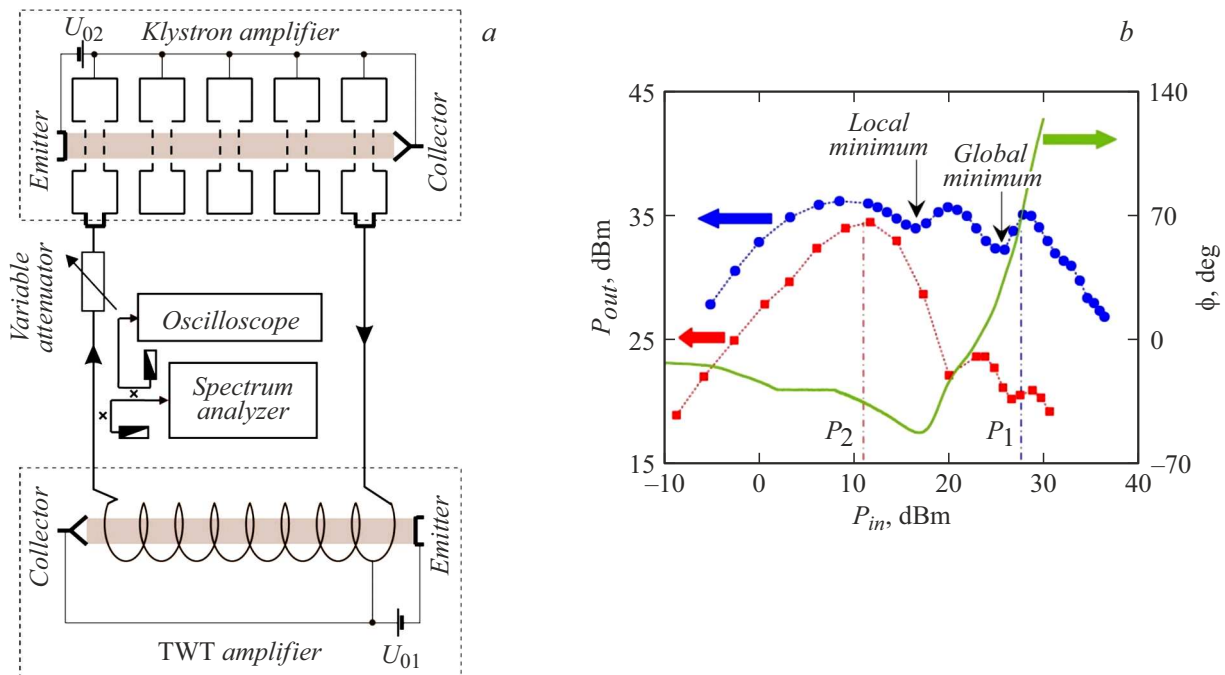 a
U02
Klystron amplifier
Emitter
Collector
Variable
attenuator
Oscilloscope
Spectrum
analyzer
Collector
Emitter
TWT amplifier
U01
b
45
35
25
15
Pout, dBm
Local
minimum
Global
minimum
P2
P1
140
70
0
–70
ϕ, deg
–10
0
10
20
30
40
Pin, dBm